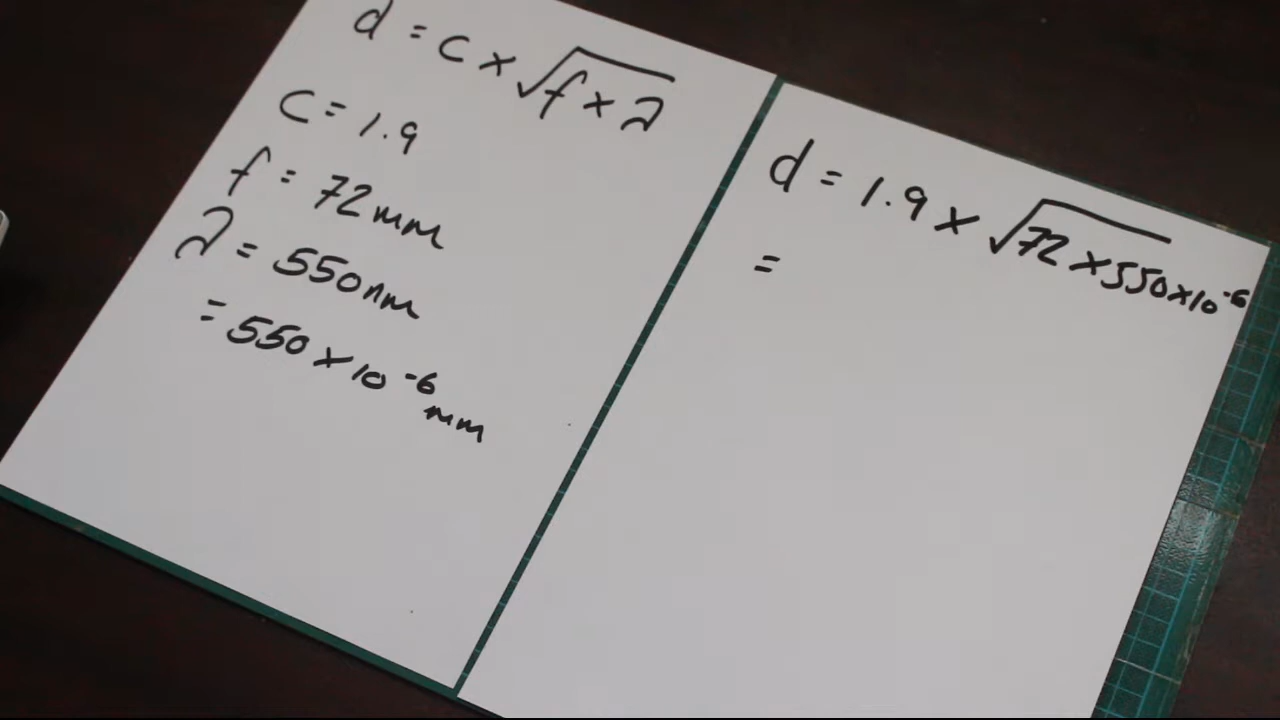 d = c × √f × λ
C = 1.9
f = 72mm
λ = 550nm
= 550 × 10⁻⁶ mm
d = 1.9 × √72 × 550 × 10⁻⁶
=